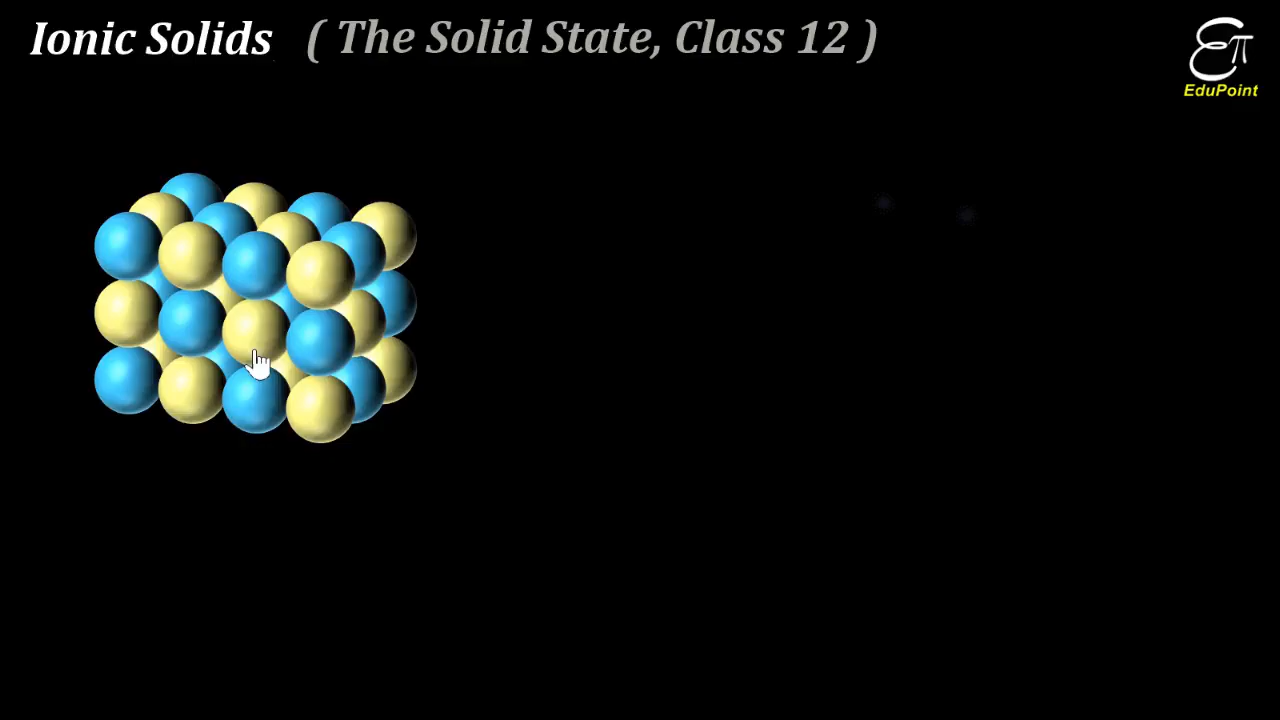 Ionic Solids ( The Solid State, Class 12 )
Eπ
EduPoint